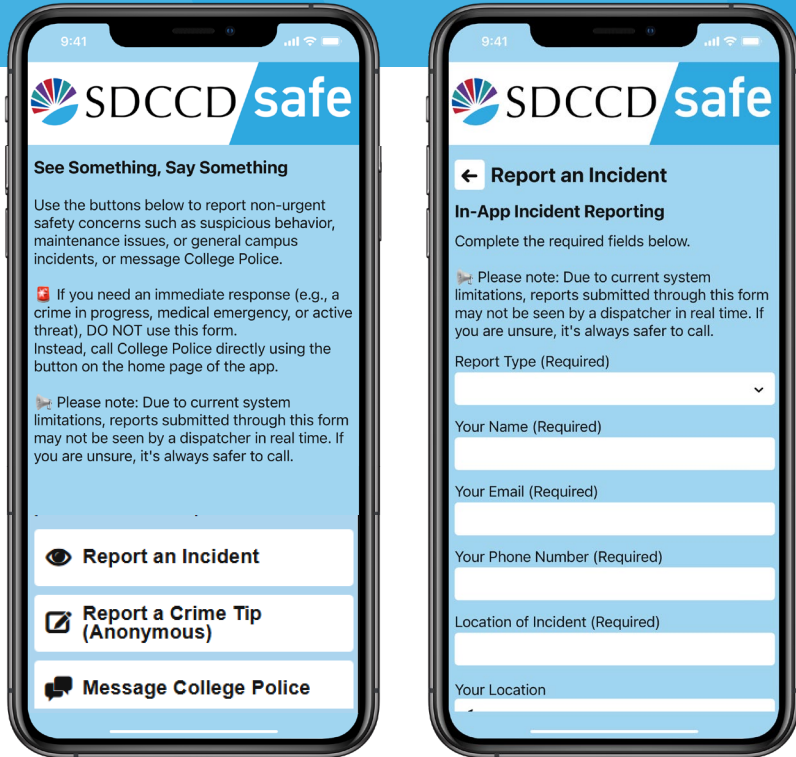 9:41
SDCCD safe
See Something, Say Something
Use the buttons below to report non-urgent
safety concerns such as suspicious behavior,
maintenance issues, or general campus
incidents, or message College Police.
🚨 If you need an immediate response (e.g., a
crime in progress, medical emergency, or active
threat), DO NOT use this form.
Instead, call College Police directly using the
button on the home page of the app.
📢 Please note: Due to current system
limitations, reports submitted through this form
may not be seen by a dispatcher in real time. If
you are unsure, it's always safer to call.
Report an Incident
Report a Crime Tip
(Anonymous)
Message College Police
9:41
SDCCD safe
Report an Incident
In-App Incident Reporting
Complete the required fields below.
📢 Please note: Due to current system
limitations, reports submitted through this form
may not be seen by a dispatcher in real time. If
you are unsure, it's always safer to call.
Report Type (Required)
Your Name (Required)
Your Email (Required)
Your Phone Number (Required)
Location of Incident (Required)
Your Location